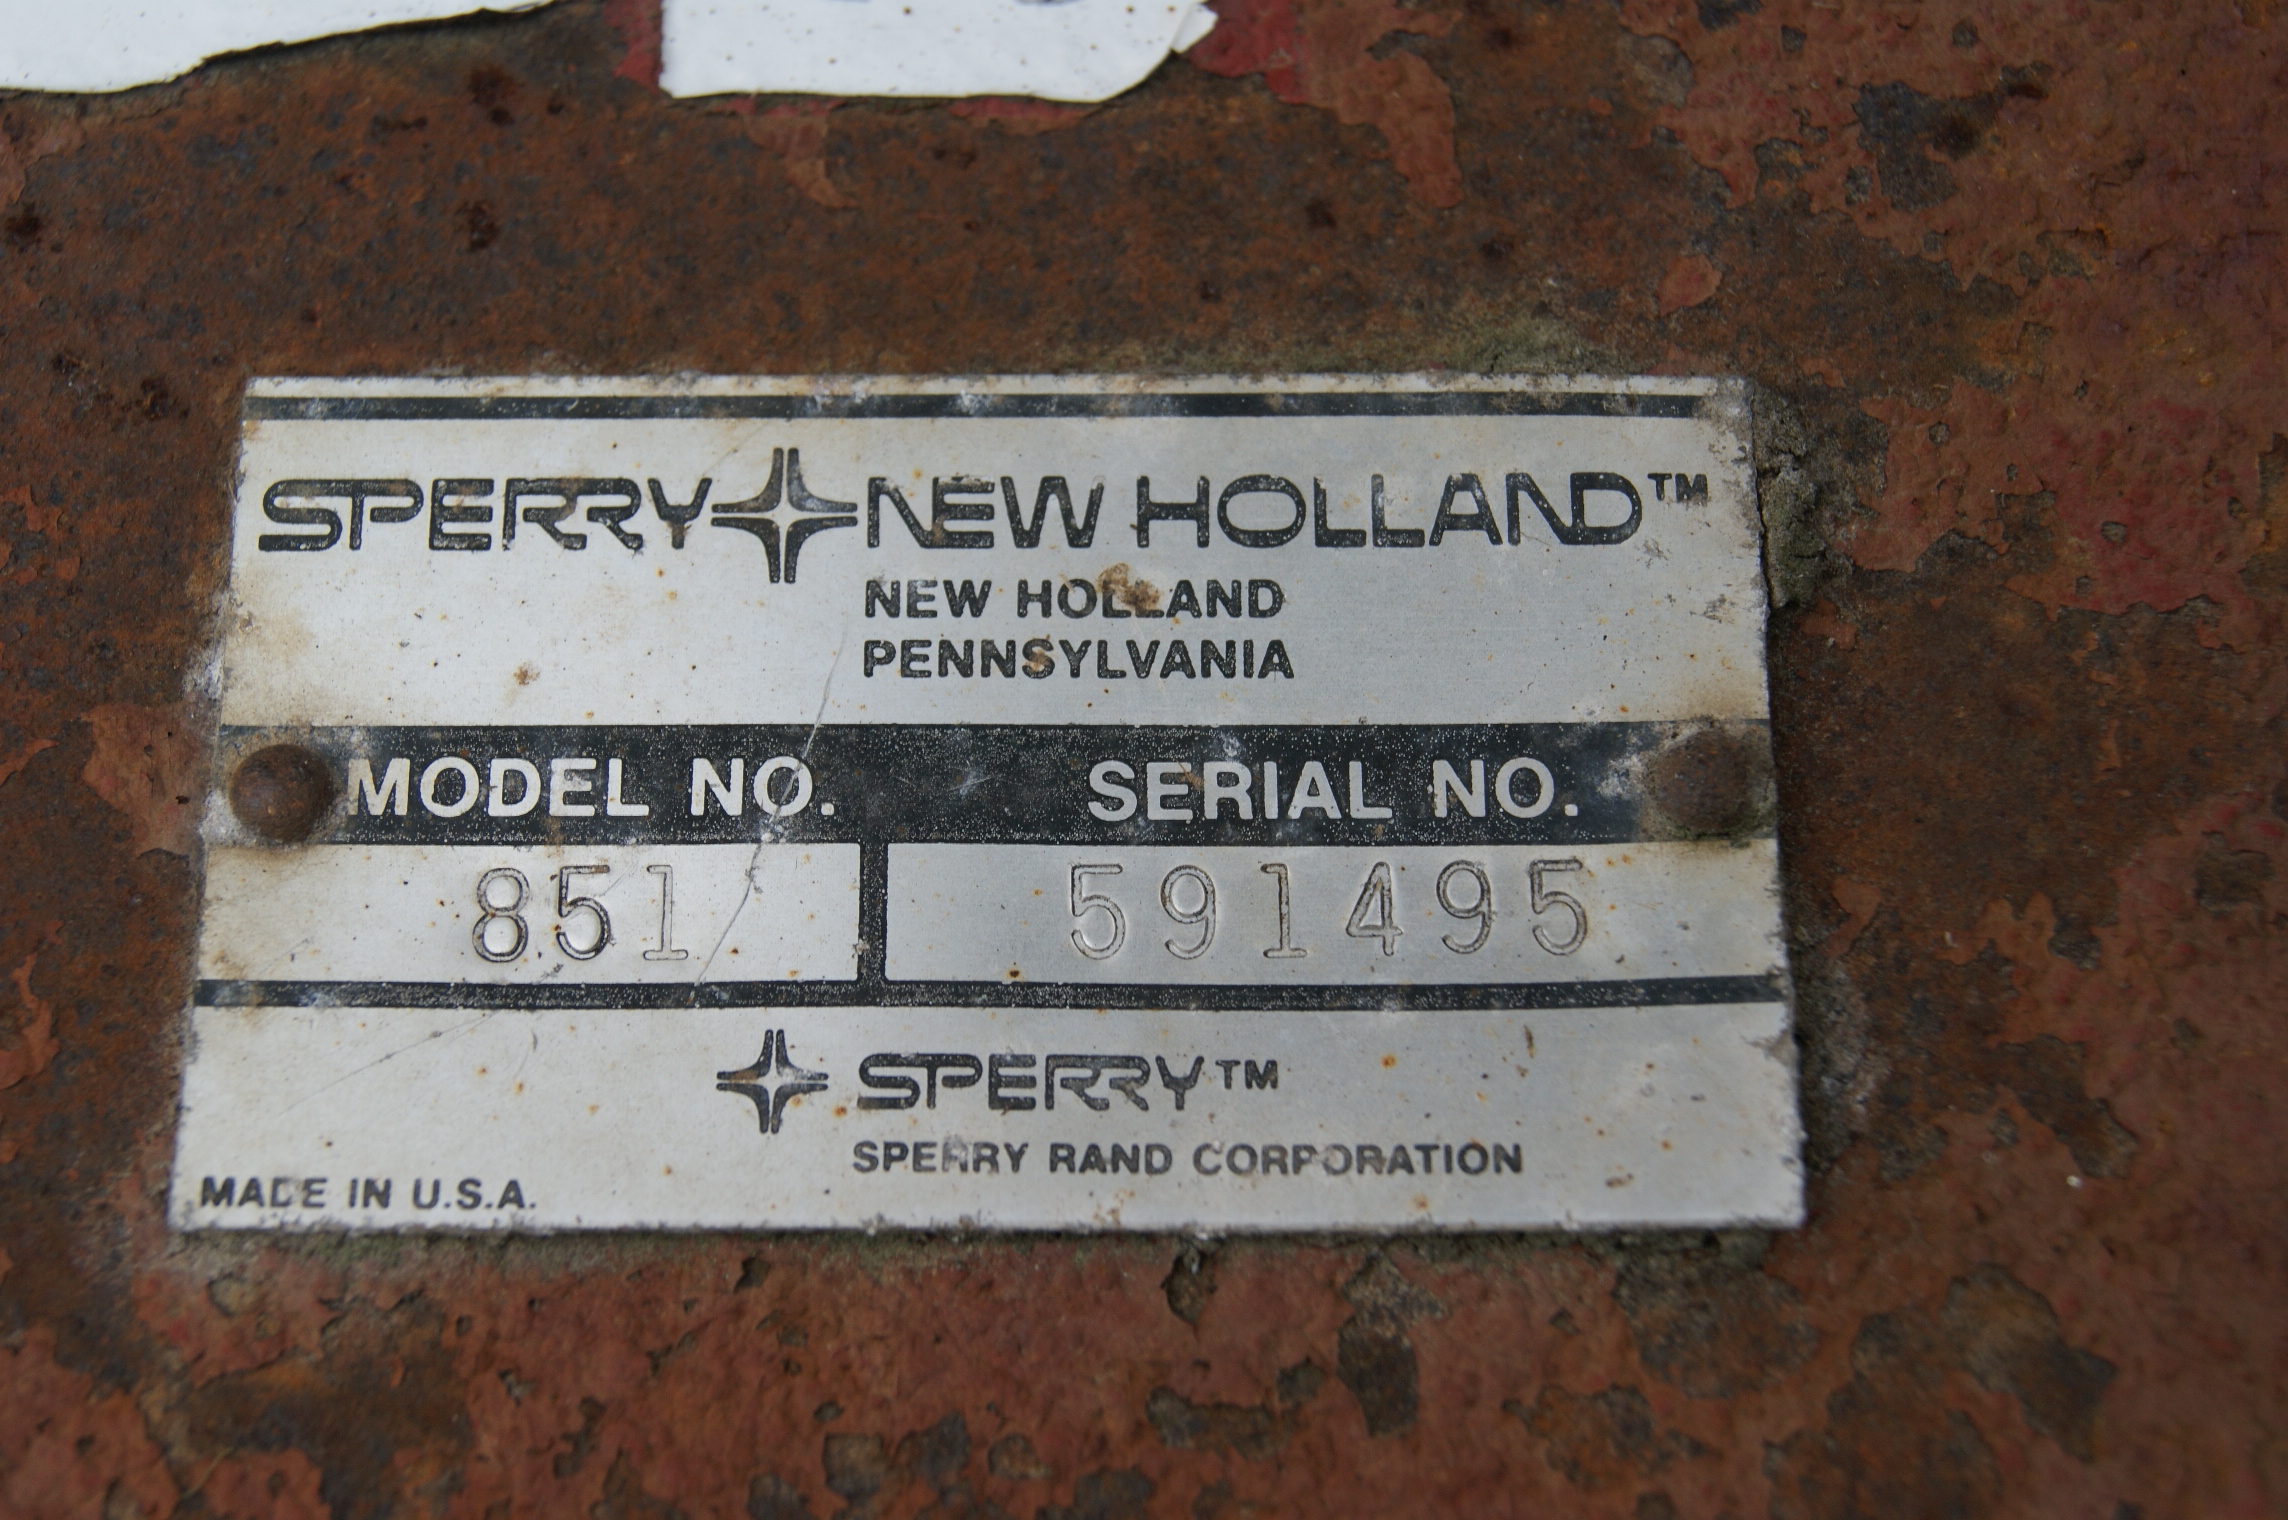 SPERRY NEW HOLLAND™
NEW HOLLAND
PENNSYLVANIA
MODEL NO. SERIAL NO.
851 591495
SPERRY™
SPERRY RAND CORPORATION
MADE IN U.S.A.